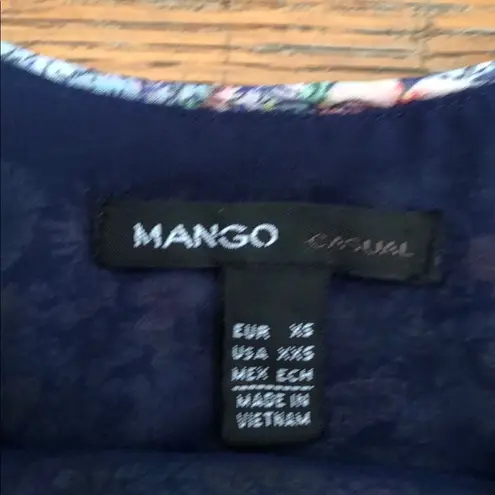 MANGO CASUAL
EUR XS
USA XXS
MEX ECH
MADE IN
VIETNAM